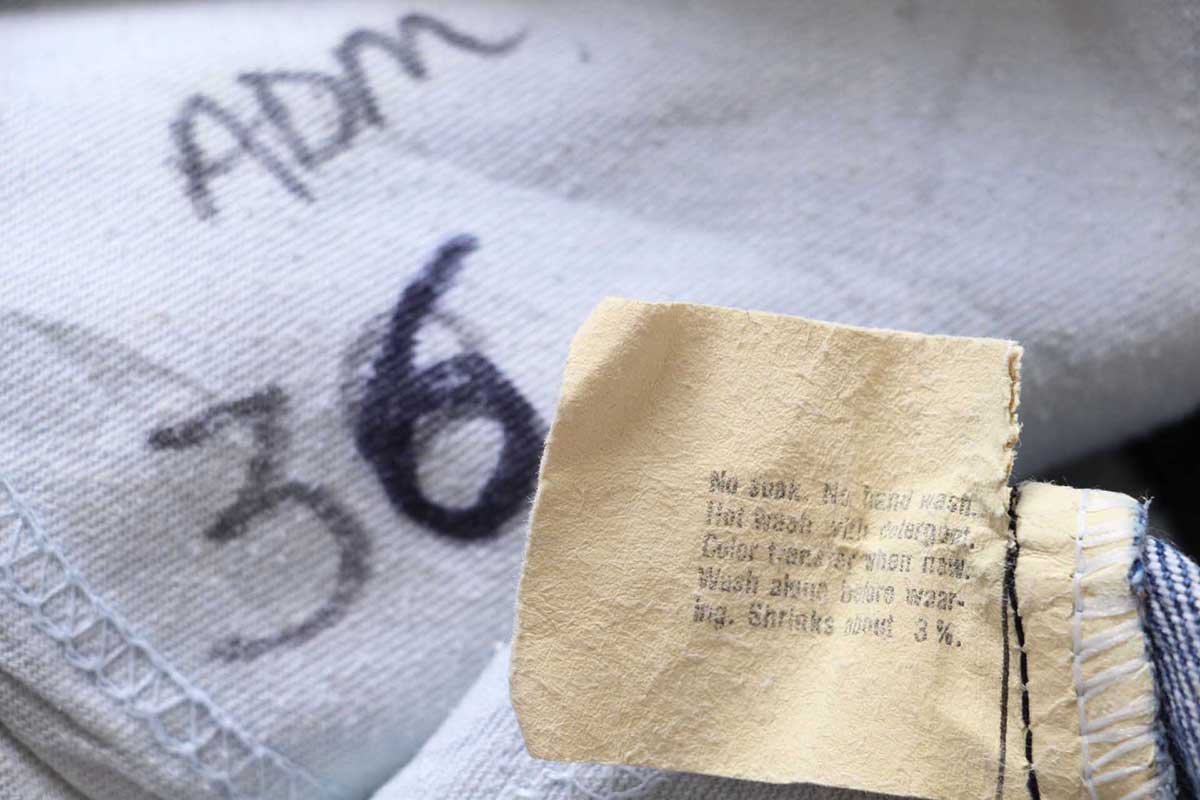 ADM
36
No soak. No hand wash.
Hot wash with detergent.
Color transfer when new.
Wash alone before wear-
ing. Shrinks about 3%.